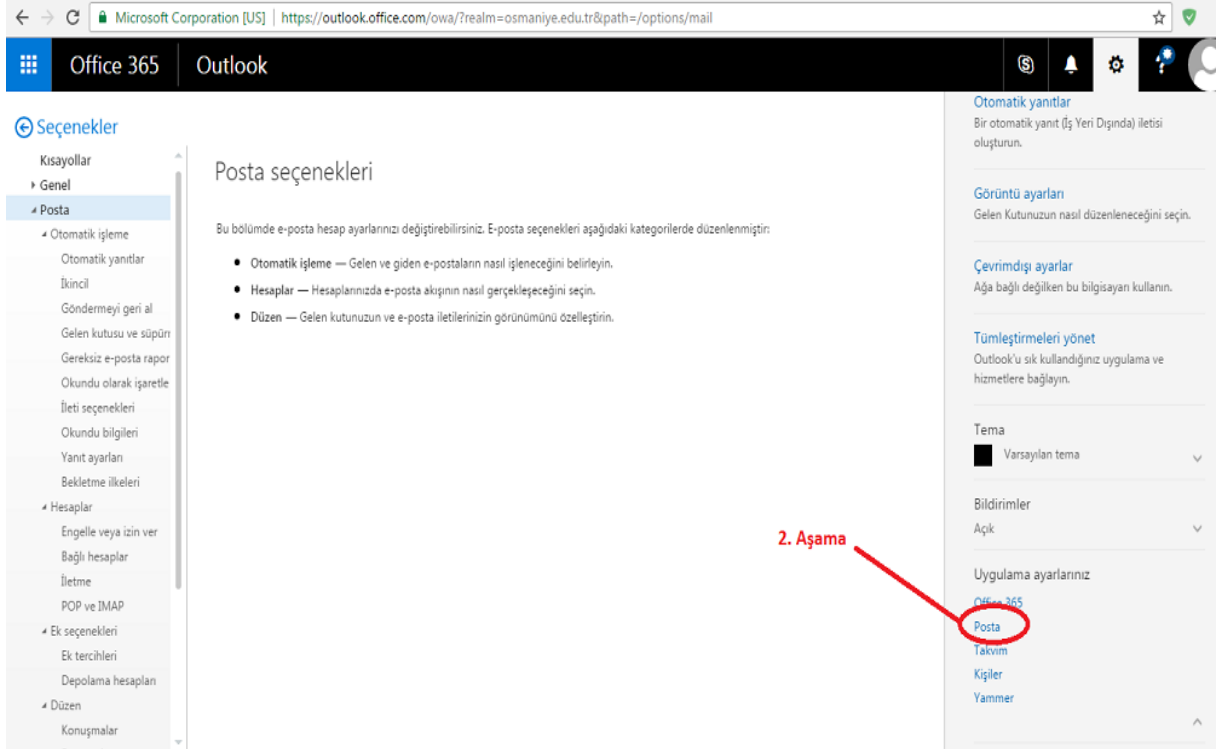 Microsoft Corporation [US] | https://outlook.office.com/owa/?realm=osmaniye.edu.tr&path=/options/mail
Office 365 Outlook
Seçenekler
Kısayollar
Genel
Posta
Otomatik işleme
Otomatik yanıtlar
İkincil
Göndermeyi geri al
Gelen kutusu ve süpürr
Gereksiz e-posta rapor
Okundu olarak işaretle
İleti seçenekleri
Okundu bilgileri
Yanıt ayarları
Bekletme ilkeleri
Hesaplar
Engelle veya izin ver
Bağlı hesaplar
İletme
POP ve IMAP
Ek seçenekleri
Ek tercihleri
Depolama hesapları
Düzen
Konuşmalar
Posta seçenekleri
Bu bölümde e-posta hesap ayarlarınızı değiştirebilirsiniz. E-posta seçenekleri aşağıdaki kategorilerde düzenlenmiştir:
• Otomatik işleme — Gelen ve giden e-postaların nasıl işleneceğini belirleyin.
• Hesaplar — Hesaplarınızda e-posta akışının nasıl gerçekleşeceğini seçin.
• Düzen — Gelen kutunuzun ve e-posta iletilerinizin görünümünü özelleştirin.
2. Aşama
Otomatik yanıtlar
Bir otomatik yanıt (İş Yeri Dışında) iletisi
oluşturun.
Görüntü ayarları
Gelen Kutunuzun nasıl düzenleneceğini seçin.
Çevrimdışı ayarlar
Ağa bağlı değilken bu bilgisayarı kullanın.
Tümleştirmeleri yönet
Outlook'u sık kullandığınız uygulama ve
hizmetlere bağlayın.
Tema
Varsayılan tema
Bildirimler
Açık
Uygulama ayarlarınız
Office 365
Posta
Takvim
Kişiler
Yammer